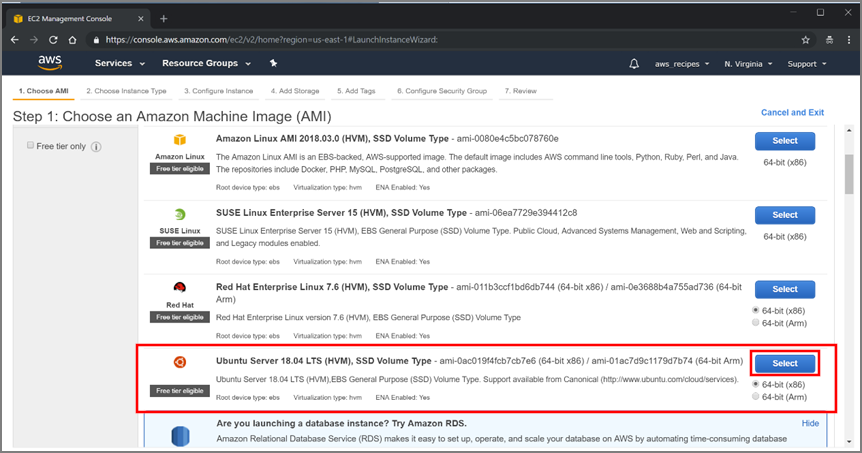 EC2 Management Console
https://console.aws.amazon.com/ec2/v2/home?region=us-east-1#LaunchInstanceWizard:
aws Services Resource Groups aws_recipes N. Virginia Support
1. Choose AMI 2. Choose Instance Type 3. Configure Instance 4. Add Storage 5. Add Tags 6. Configure Security Group 7. Review
Step 1: Choose an Amazon Machine Image (AMI)
Cancel and Exit
Free tier only
Amazon Linux
Free tier eligible
Amazon Linux AMI 2018.03.0 (HVM), SSD Volume Type - ami-0080e4c5bc078760e
The Amazon Linux AMI is an EBS-backed, AWS-supported image. The default image includes AWS command line tools, Python, Ruby, Perl, and Java.
The repositories include Docker, PHP, MySQL, PostgreSQL, and other packages.
Root device type: ebs Virtualization type: hvm ENA Enabled: Yes
Select
64-bit (x86)
SUSE Linux
Free tier eligible
SUSE Linux Enterprise Server 15 (HVM), SSD Volume Type - ami-06ea7729e394412c8
SUSE Linux Enterprise Server 15 (HVM), EBS General Purpose (SSD) Volume Type. Public Cloud, Advanced Systems Management, Web and Scripting,
and Legacy modules enabled.
Root device type: ebs Virtualization type: hvm ENA Enabled: Yes
Select
64-bit (x86)
Red Hat
Free tier eligible
Red Hat Enterprise Linux 7.6 (HVM), SSD Volume Type - ami-011b3ccf1bd6db744 (64-bit x86) / ami-0e3688b4a755ad736 (64-bit
Arm)
Red Hat Enterprise Linux version 7.6 (HVM), EBS General Purpose (SSD) Volume Type
Root device type: ebs Virtualization type: hvm ENA Enabled: Yes
Select
64-bit (x86)
64-bit (Arm)
Free tier eligible
Ubuntu Server 18.04 LTS (HVM), SSD Volume Type - ami-0ac019f4fcb7cb7e6 (64-bit x86) / ami-01ac7d9c1179d7b74 (64-bit Arm)
Ubuntu Server 18.04 LTS (HVM),EBS General Purpose (SSD) Volume Type. Support available from Canonical (http://www.ubuntu.com/cloud/services).
Root device type: ebs Virtualization type: hvm ENA Enabled: Yes
Select
64-bit (x86)
64-bit (Arm)
Are you launching a database instance? Try Amazon RDS.
Hide
Amazon Relational Database Service (RDS) makes it easy to set up, operate, and scale your database on AWS by automating time-consuming database